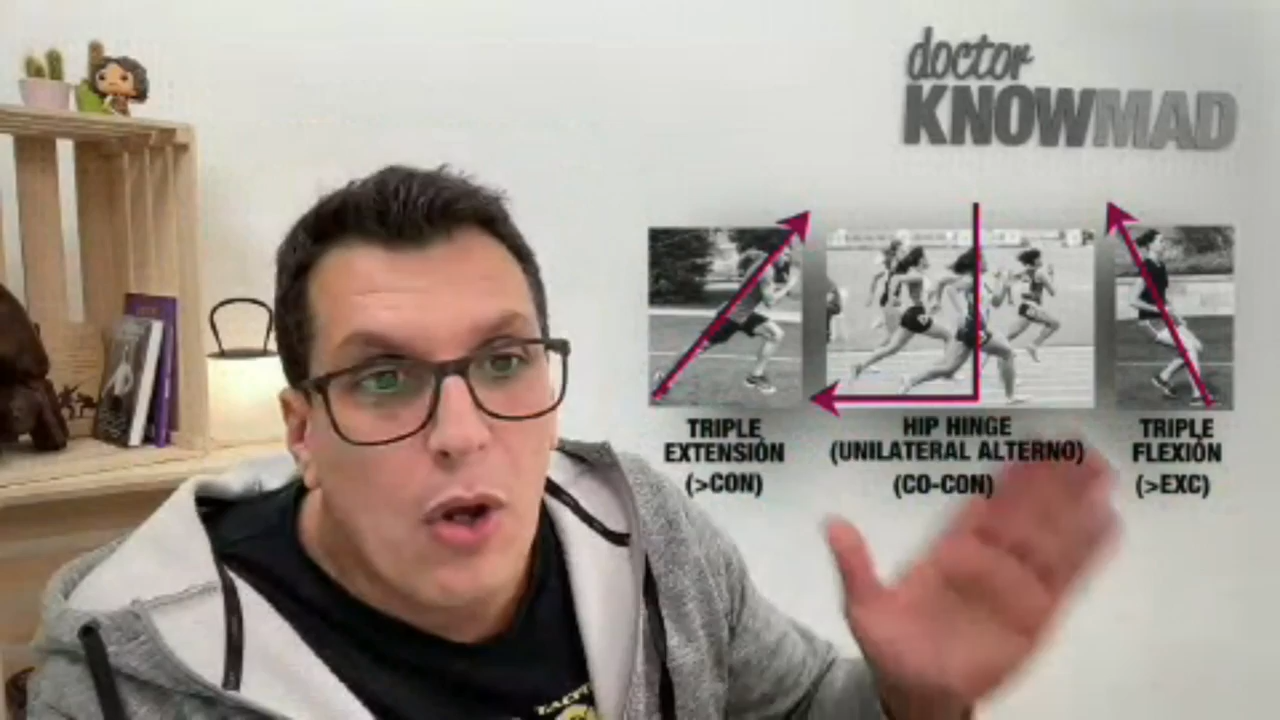 doctor
KNOWMAD
TRIPLE
EXTENSIÓN
(>CON)
HIP HINGE
(UNILATERAL ALTERNO)
(CO-CON)
TRIPLE
FLEXIÓN
(>EXC)